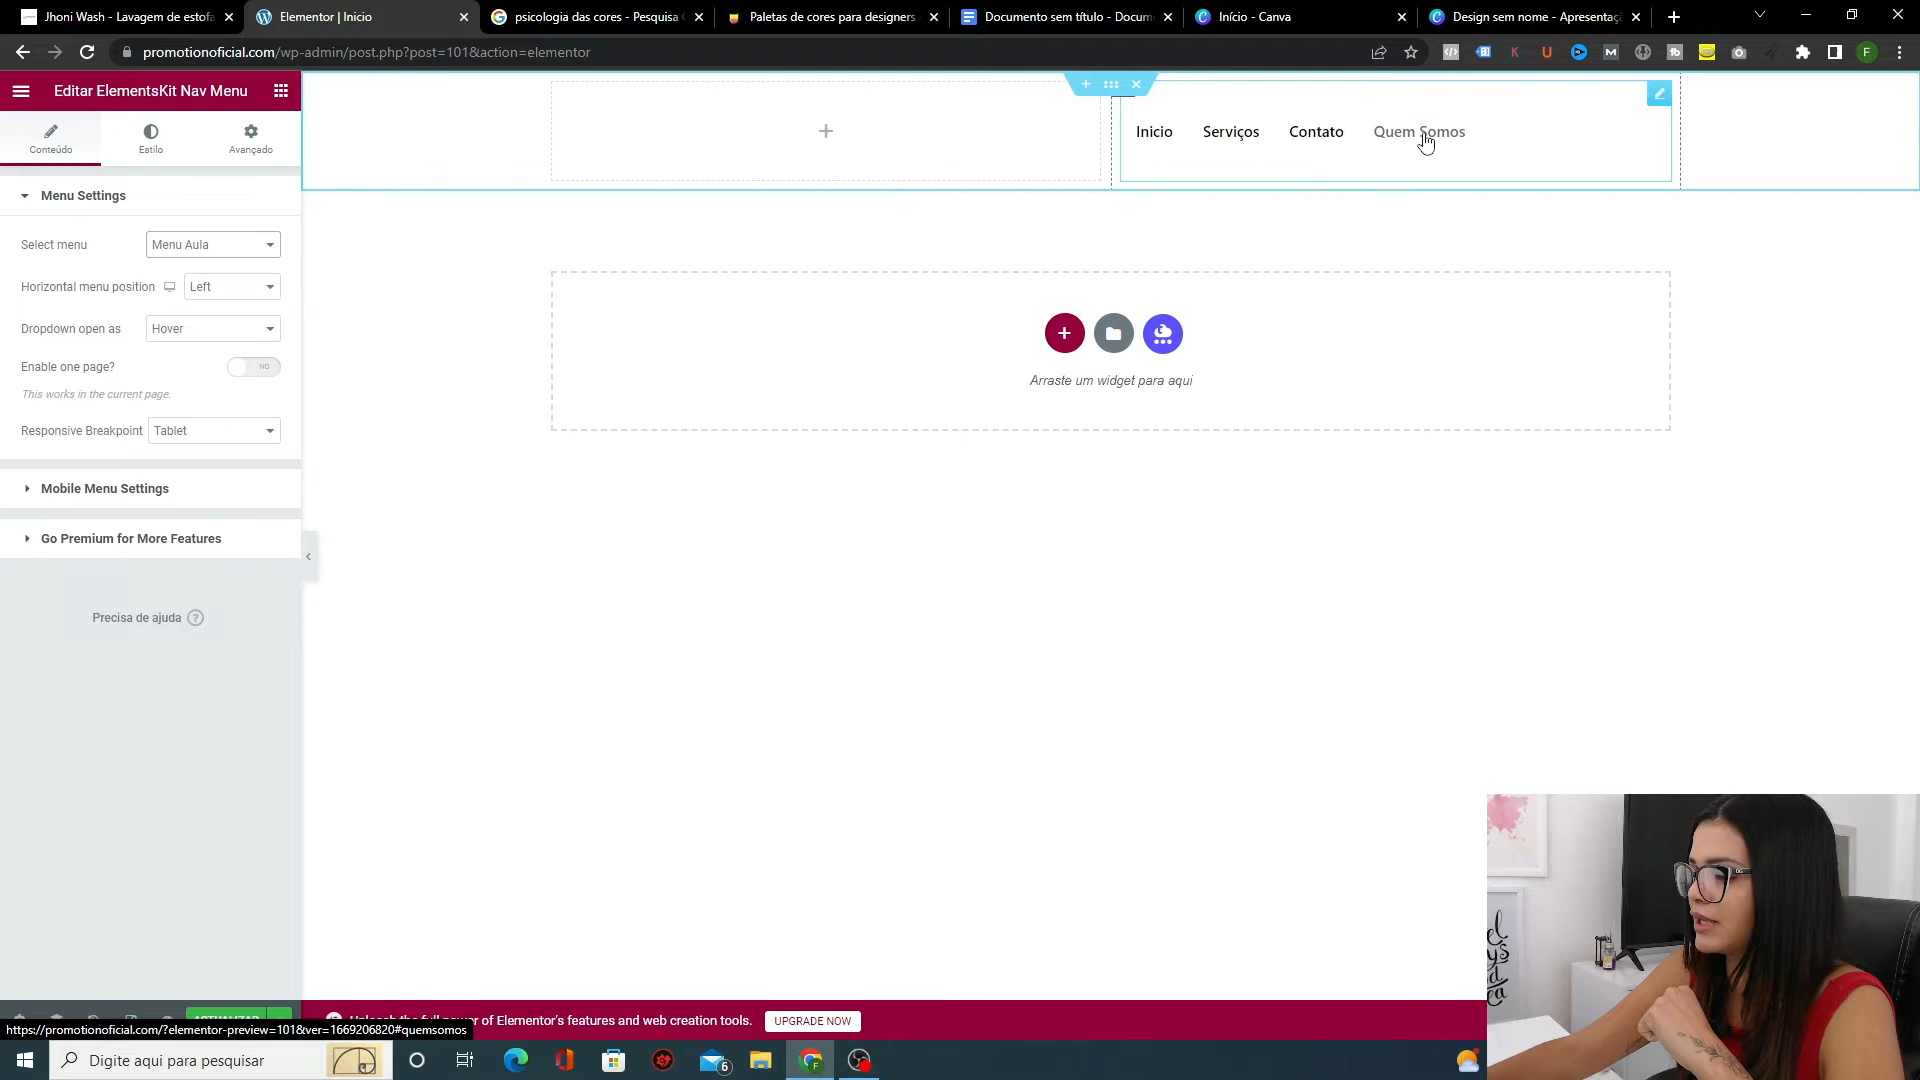 Jhoni Wash - Lavagem de estofa
Elementor | Inicio
psicologia das cores - Pesquisa
Paletas de cores para designers
Documento sem título - Docum
Início - Canva
Design sem nome - Apresentaç
promotionoficial.com/wp-admin/post.php?post=101&action=elementor
Editar ElementsKit Nav Menu
Conteúdo
Estilo
Avançado
Inicio
Serviços
Contato
Quem Somos
Menu Settings
Select menu
Menu Aula
Horizontal menu position
Left
Dropdown open as
Hover
Enable one page?
NO
This works in the current page.
Responsive Breakpoint
Tablet
Arraste um widget para aqui
Mobile Menu Settings
Go Premium for More Features
Precisa de ajuda
of Elementor's features and web creation tools.
UPGRADE NOW
https://promotionoficial.com/?elementor-preview=101&ver=1669206820#quemsomos
Digite aqui para pesquisar
6